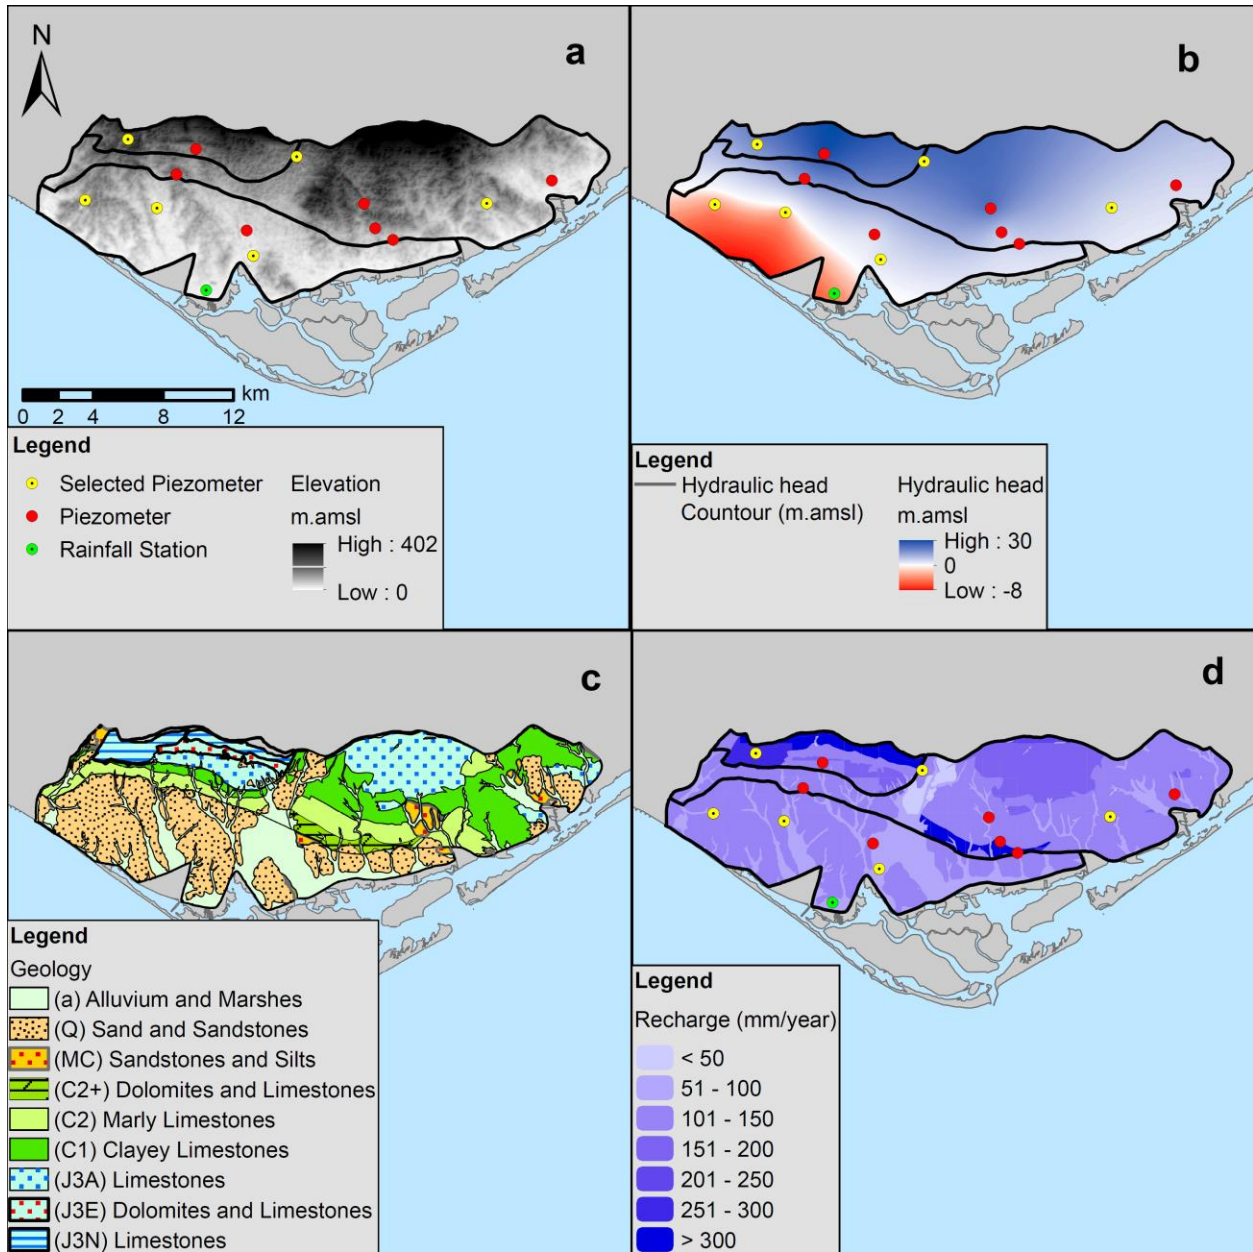 N
a
km
0 2 4 8 12
Legend
Selected Piezometer
Piezometer
Rainfall Station
Elevation
m.amsl
High : 402
Low : 0
b
Legend
Hydraulic head
Countour (m.amsl)
Hydraulic head
m.amsl
High : 30
0
Low : -8
c
Legend
Geology
(a) Alluvium and Marshes
(Q) Sand and Sandstones
(MC) Sandstones and Silts
(C2+) Dolomites and Limestones
(C2) Marly Limestones
(C1) Clayey Limestones
(J3A) Limestones
(J3E) Dolomites and Limestones
(J3N) Limestones
d
Legend
Recharge (mm/year)
< 50
51 - 100
101 - 150
151 - 200
201 - 250
251 - 300
> 300